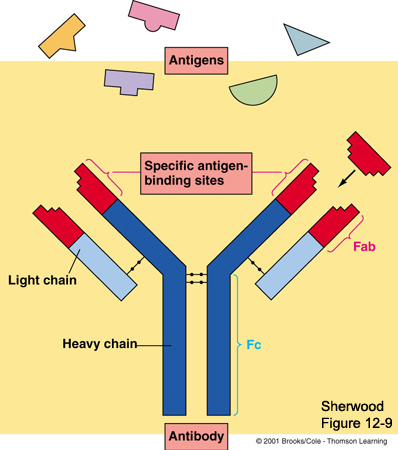 Antigens
Specific antigen-
binding sites
Fab
Light chain
Heavy chain
Fc
Sherwood
Figure 12-9
Antibody
© 2001 Brooks/Cole - Thomson Learning